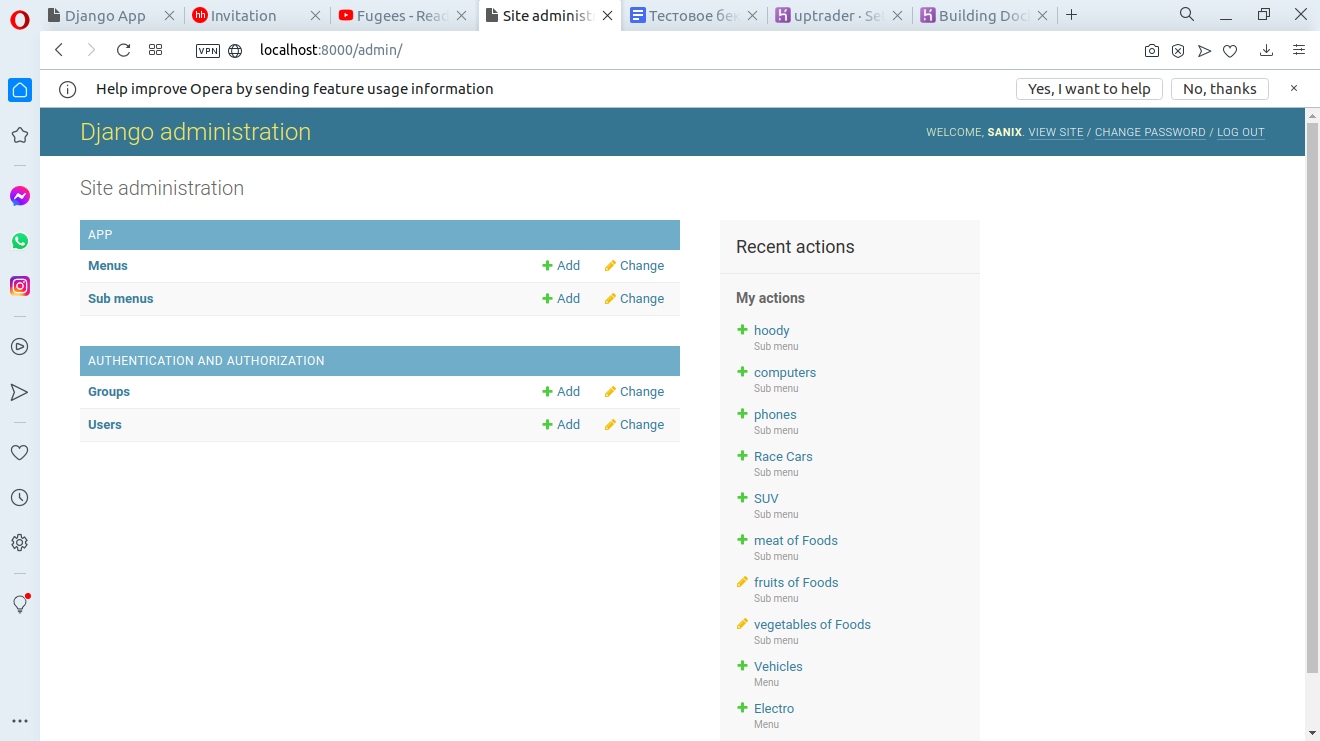 Django App
hh Invitation
Fugees - Read
Site administ
Тестовое бек
uptrader · Se
Building Doc
VPN
localhost:8000/admin/
Help improve Opera by sending feature usage information
Yes, I want to help
No, thanks
Django administration
WELCOME, SANIX. VIEW SITE / CHANGE PASSWORD / LOG OUT
Site administration
APP
Menus Add Change
Sub menus Add Change
AUTHENTICATION AND AUTHORIZATION
Groups Add Change
Users Add Change
Recent actions
My actions
hoody
Sub menu
computers
Sub menu
phones
Sub menu
Race Cars
Sub menu
SUV
Sub menu
meat of Foods
Sub menu
fruits of Foods
Sub menu
vegetables of Foods
Sub menu
Vehicles
Menu
Electro
Menu